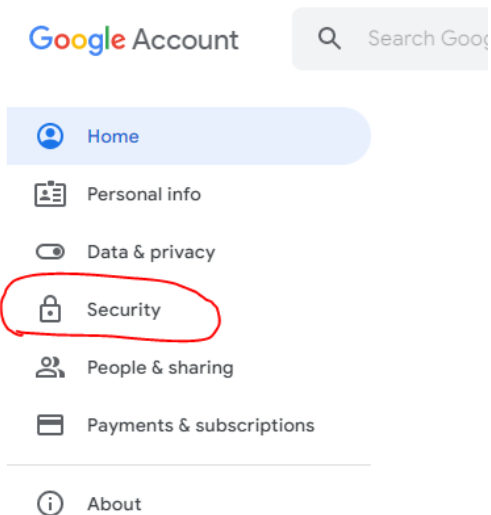 Google Account
Search Goog
Home
Personal info
Data & privacy
Security
People & sharing
Payments & subscriptions
About